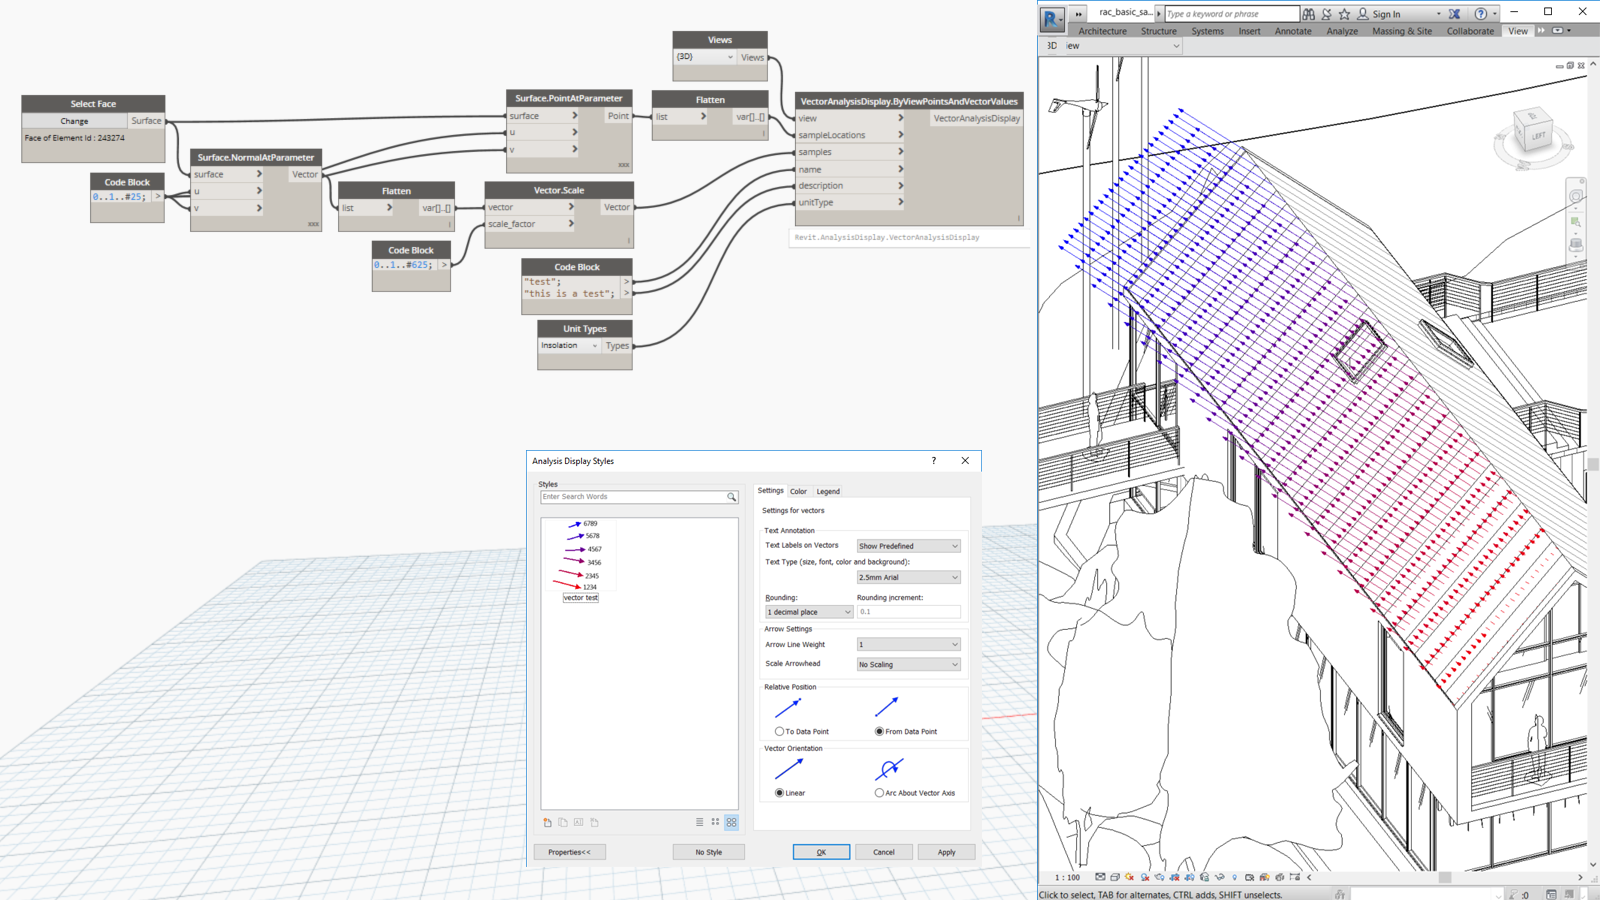 Views
{3D}
Views
Select Face
Change
Surface
Face of Element Id : 243274
Surface.PointAtParameter
surface > Point
u >
v >
xxx
Flatten
list > var[]..[]
VectorAnalysisDisplay.ByViewPointsAndVectorValues
view > VectorAnalysisDisplay
sampleLocations >
samples >
name >
description >
unitType >
Revit.AnalysisDisplay.VectorAnalysisDisplay
Surface.NormalAtParameter
surface > Vector
u >
v >
xxx
Code Block
0..1..#25; >
Flatten
list > var[]..[]
Vector.Scale
vector > Vector
scale_factor >
Code Block
0..1..#625; >
Code Block
"test"; >
"this is a test"; >
Unit Types
Insolation
Types
Analysis Display Styles
?
Styles
Enter Search Words
6789
5678
4567
3456
2345
1234
vector test
Settings Color Legend
Settings for vectors
Text Annotation
Text Labels on Vectors Show Predefined
Text Type (size, font, color and background):
2.5mm Arial
Rounding: Rounding increment:
1 decimal place 0.1
Arrow Settings
Arrow Line Weight 1
Scale Arrowhead No Scaling
Relative Position
To Data Point From Data Point
Vector Orientation
Linear Arc About Vector Axis
Properties<< No Style OK Cancel Apply
R rac_basic_sa... Type a keyword or phrase Sign In ?
Architecture Structure Systems Insert Annotate Analyze Massing & Site Collaborate View
3D iew
LEFT
1 : 100
Click to select, TAB for alternates, CTRL adds, SHIFT unselects.
:0